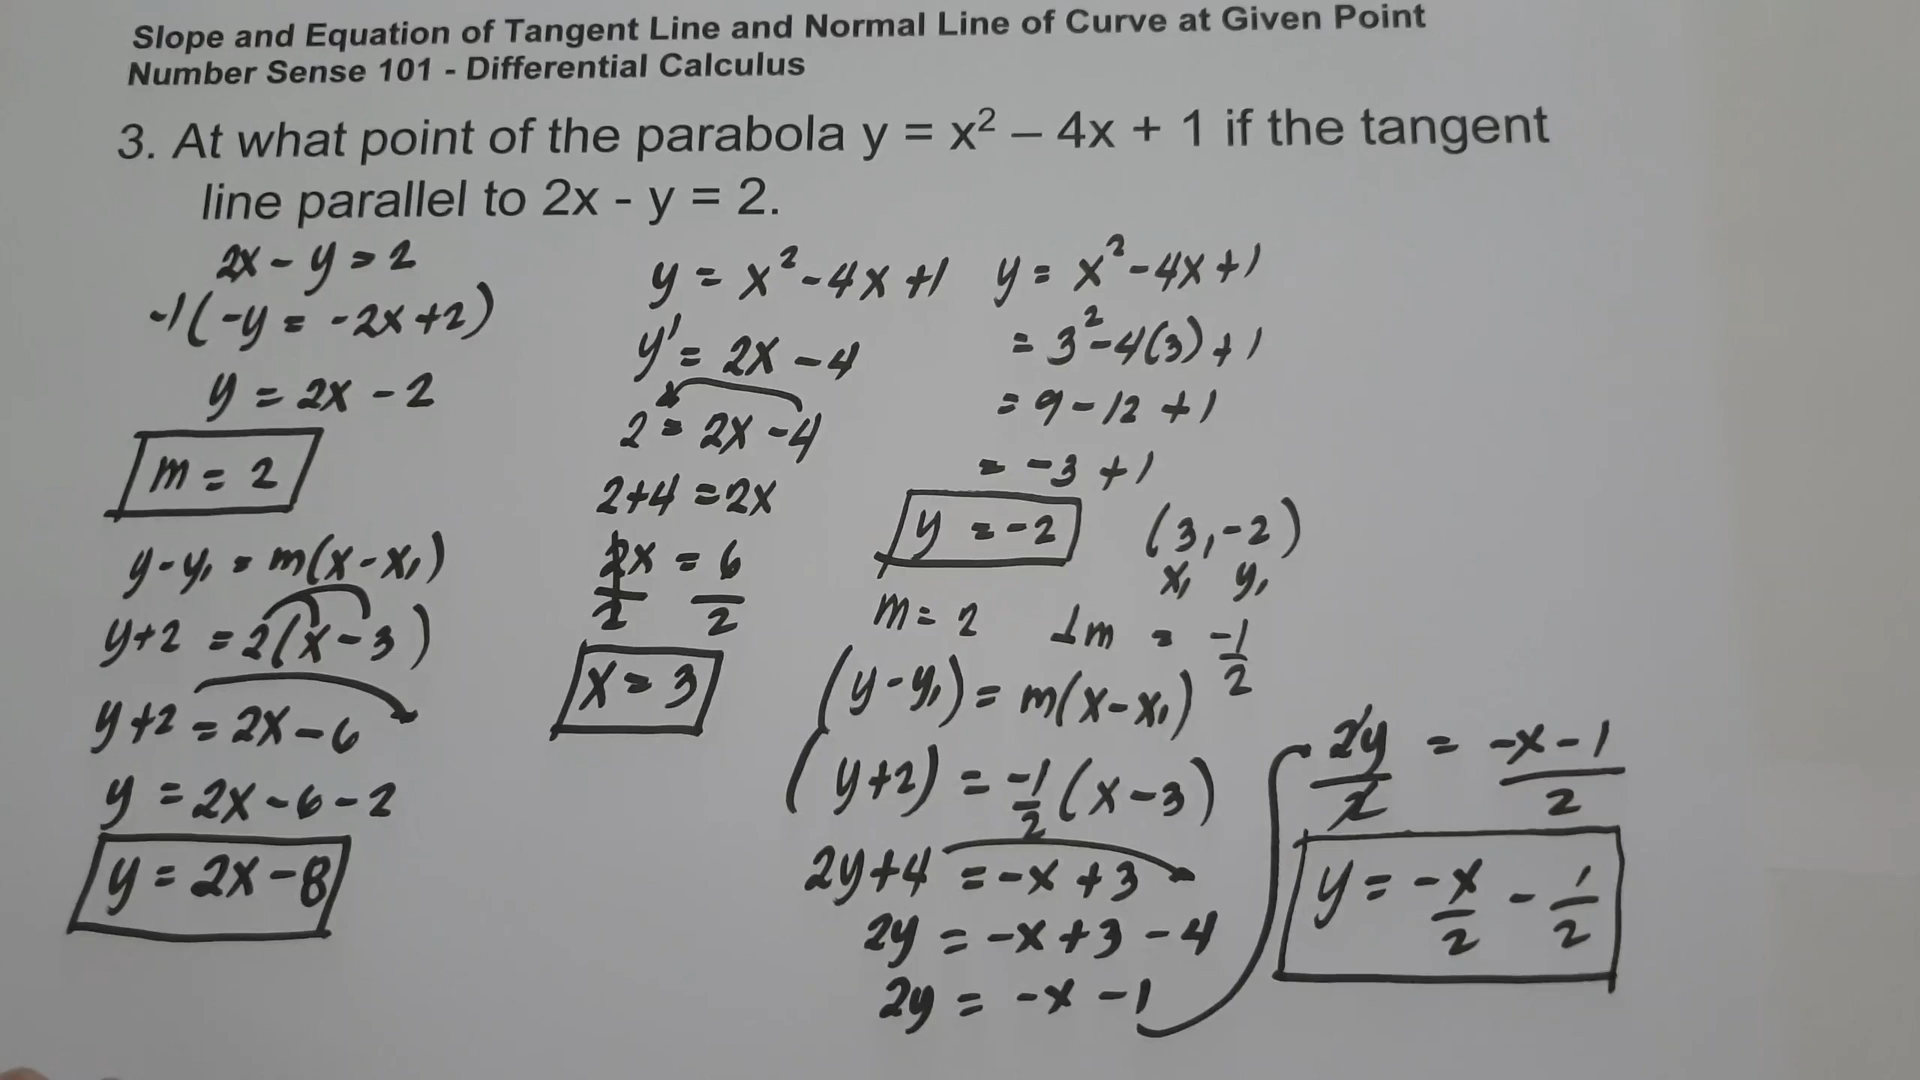 Slope and Equation of Tangent Line and Normal Line of Curve at Given Point
Number Sense 101 - Differential Calculus
3. At what point of the parabola y = x² – 4x + 1 if the tangent
line parallel to 2x - y = 2.
2x - y = 2
-1(-y = -2x+2)
y = 2x - 2
m = 2
y-y₁ = m(x-x₁)
y+2 = 2(x-3)
y+2 = 2x-6
y = 2x-6-2
y = 2x-8
y = x²-4x+1
y' = 2x-4
2 = 2x-4
2+4 = 2x
2x/2 = 6/2
x = 3
y = x²-4x+1
= 3²-4(3)+1
= 9-12+1
= -3+1
y = -2
(3,-2)
x₁ y₁
m = 2 ⊥m = -1/2
(y-y₁) = m(x-x₁)
(y+2) = -1/2(x-3)
2y+4 = -x+3
2y = -x+3-4
2y = -x-1
2y/2 = -x-1/2
y = -x/2 - 1/2